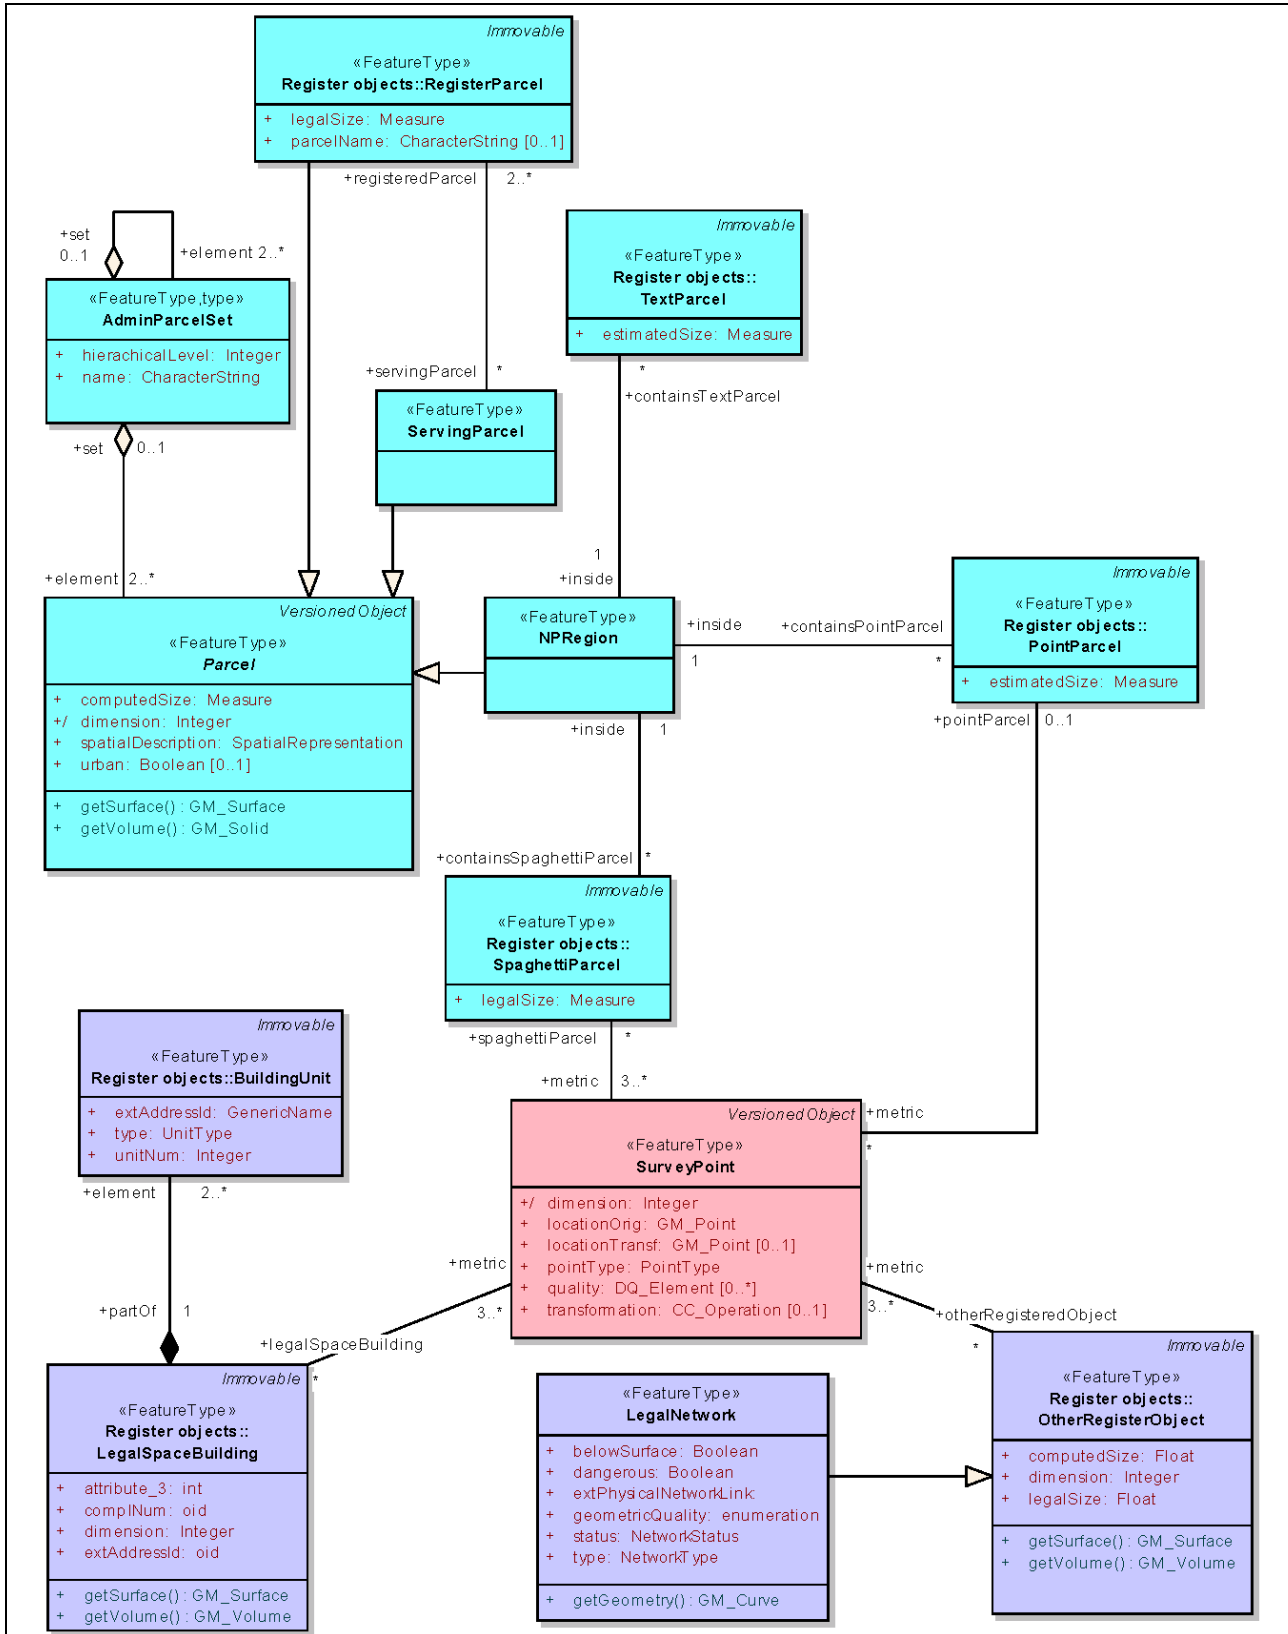 Immovable
«FeatureType»
Register objects::RegisterParcel
+ legalSize: Measure
+ parcelName: CharacterString [0..1]
+registeredParcel 2..*
+set
0..1
+element 2..*
«FeatureType,type»
AdminParcelSet
+ hierachicalLevel: Integer
+ name: CharacterString
+set 0..1
Immovable
«FeatureType»
Register objects::
TextParcel
+ estimatedSize: Measure
*
+containsTextParcel
+servingParcel *
«FeatureType»
ServingParcel
1
+inside
+element 2..*
VersionedObject
«FeatureType»
Parcel
+ computedSize: Measure
+/ dimension: Integer
+ spatialDescription: SpatialRepresentation
+ urban: Boolean [0..1]
+ getSurface() : GM_Surface
+ getVolume() : GM_Solid
«FeatureType»
NPRegion
+inside
1
+containsPointParcel
*
+inside 1
Immovable
«FeatureType»
Register objects::
PointParcel
+ estimatedSize: Measure
+pointParcel 0..1
+containsSpaghettiParcel *
Immovable
«FeatureType»
Register objects::
SpaghettiParcel
+ legalSize: Measure
+spaghettiParcel *
+metric 3..*
Immovable
«FeatureType»
Register objects::BuildingUnit
+ extAddressId: GenericName
+ type: UnitType
+ unitNum: Integer
+element 2..*
+partOf 1
VersionedObject
«FeatureType»
SurveyPoint
+/ dimension: Integer
+ locationOrig: GM_Point
+ locationTransf: GM_Point [0..1]
+ pointType: PointType
+ quality: DQ_Element [0..*]
+ transformation: CC_Operation [0..1]
+metric
*
+metric
3..*
+legalSpaceBuilding
*
+metric
3..*
+otherRegisteredObject
*
Immovable
«FeatureType»
Register objects::
LegalSpaceBuilding
+ attribute_3: int
+ complNum: oid
+ dimension: Integer
+ extAddressId: oid
+ getSurface() : GM_Surface
+ getVolume() : GM_Volume
«FeatureType»
LegalNetwork
+ belowSurface: Boolean
+ dangerous: Boolean
+ extPhysicalNetworkLink:
+ geometricQuality: enumeration
+ status: NetworkStatus
+ type: NetworkType
+ getGeometry() : GM_Curve
Immovable
«FeatureType»
Register objects::
OtherRegisterObject
+ computedSize: Float
+ dimension: Integer
+ legalSize: Float
+ getSurface() : GM_Surface
+ getVolume() : GM_Volume